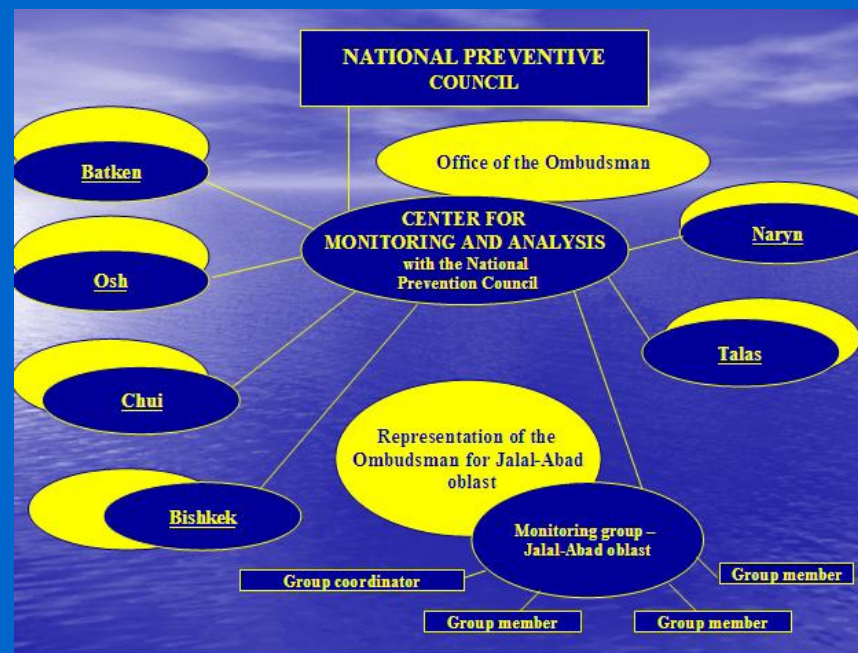 NATIONAL PREVENTIVE
COUNCIL
Office of the Ombudsman
Batken
CENTER FOR
MONITORING AND ANALYSIS
with the National
Prevention Council
Naryn
Osh
Talas
Chui
Representation of the
Ombudsman for Jalal-Abad
oblast
Bishkek
Monitoring group –
Jalal-Abad oblast
Group coordinator
Group member
Group member
Group member